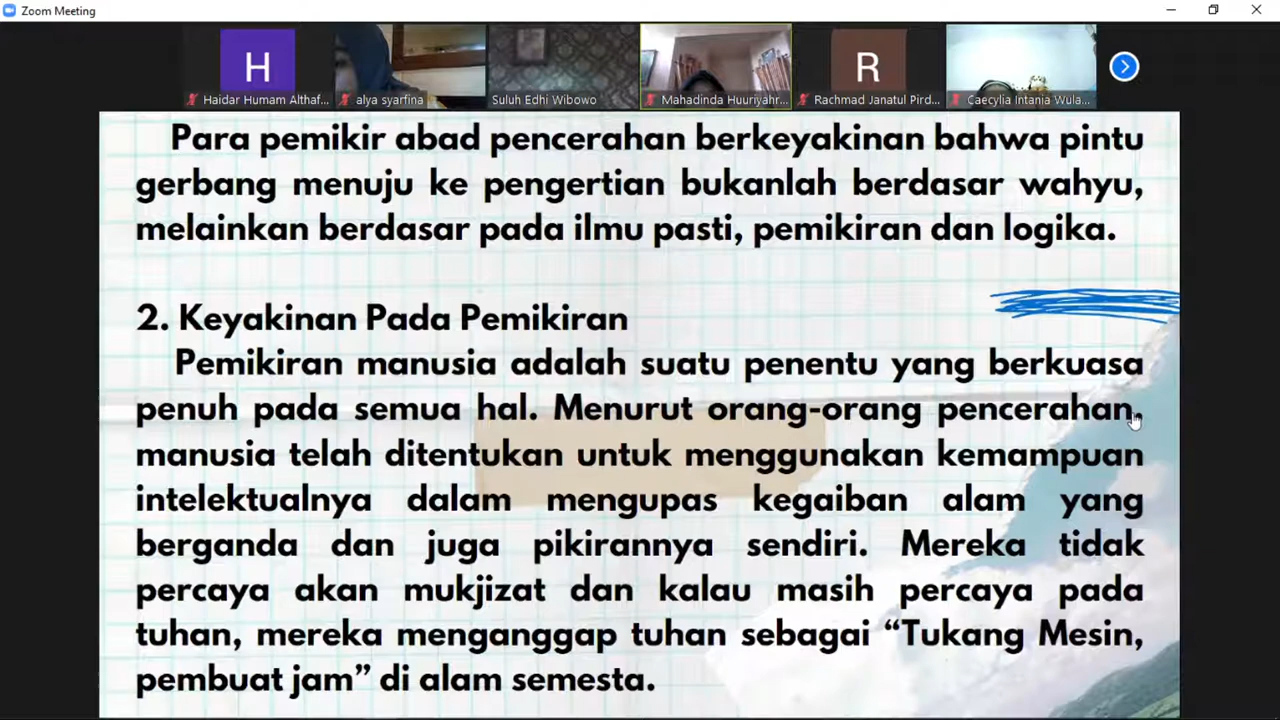 Zoom Meeting
H
R
Haidar Humam Althaf...
alya syarfina
Suluh Edhi Wibowo
Mahadinda Huuriyahr...
Rachmad Janatul Pird...
Caecylia Intania Wula...
Para pemikir abad pencerahan berkeyakinan bahwa pintu
gerbang menuju ke pengertian bukanlah berdasar wahyu,
melainkan berdasar pada ilmu pasti, pemikiran dan logika.
2. Keyakinan Pada Pemikiran
Pemikiran manusia adalah suatu penentu yang berkuasa
penuh pada semua hal. Menurut orang-orang pencerahan,
manusia telah ditentukan untuk menggunakan kemampuan
intelektualnya dalam mengupas kegaiban alam yang
berganda dan juga pikirannya sendiri. Mereka tidak
percaya akan mukjizat dan kalau masih percaya pada
tuhan, mereka menganggap tuhan sebagai “Tukang Mesin,
pembuat jam” di alam semesta.